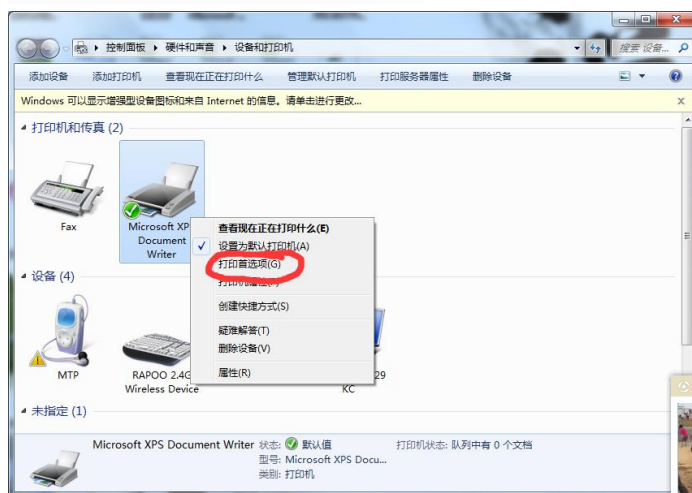 控制面板 ▸ 硬件和声音 ▸ 设备和打印机
搜索 设备...
添加设备 添加打印机 查看现在正在打印什么 管理默认打印机 打印服务器属性 删除设备
Windows 可以显示增强型设备图标和来自 Internet 的信息。请单击进行更改...
打印机和传真 (2)
Fax
Microsoft XP
Document
Writer
查看现在正在打印什么(E)
设置为默认打印机(A)
打印首选项(G)
打印机属性(P)
创建快捷方式(S)
疑难解答(T)
删除设备(V)
属性(R)
设备 (4)
MTP
RAPOO 2.4G
Wireless Device
29
KC
未指定 (1)
Microsoft XPS Document Writer 状态: 默认值 打印机状态: 队列中有 0 个文档
型号: Microsoft XPS Docu...
类别: 打印机